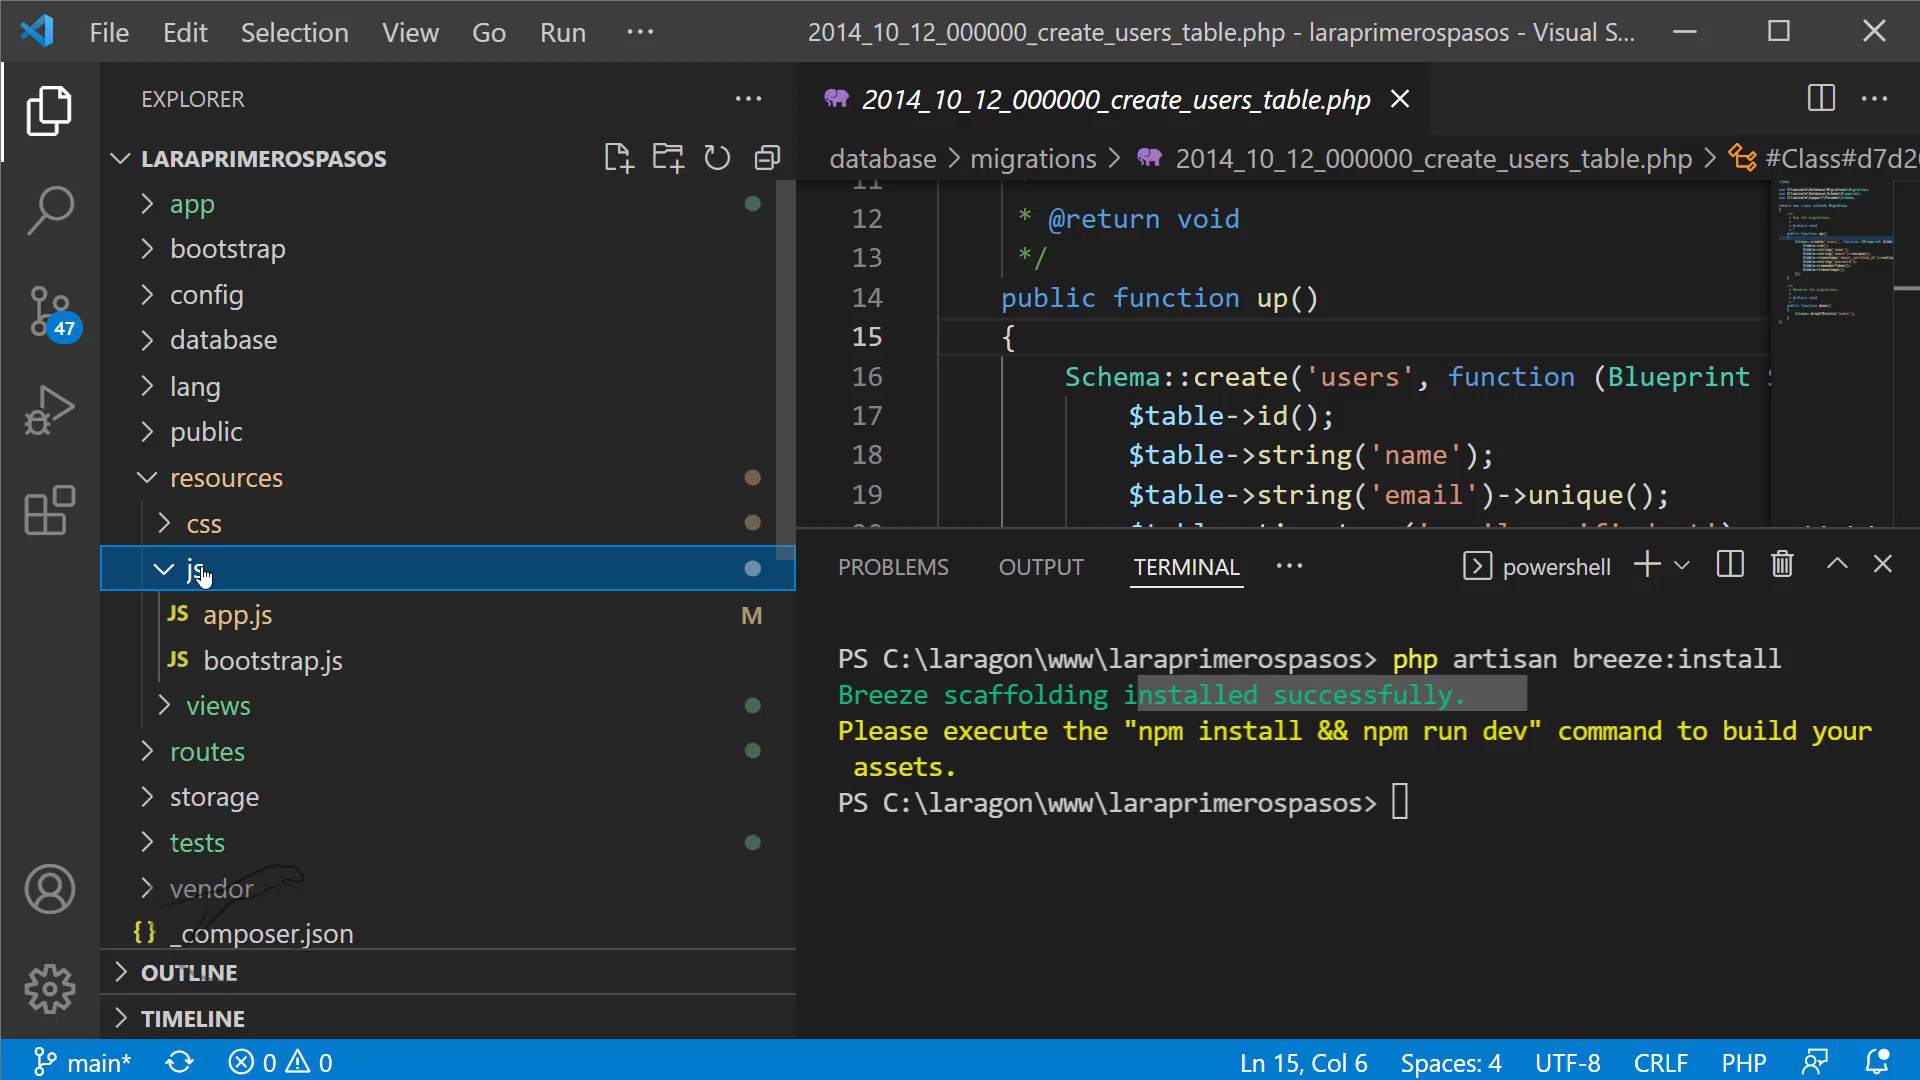 File Edit Selection View Go Run ···
2014_10_12_000000_create_users_table.php - laraprimerospasos - Visual S...
EXPLORER
LARAPRIMEROSPASOS
app
bootstrap
config
database
lang
public
resources
css
js
JS app.js M
JS bootstrap.js
views
routes
storage
tests
vendor
{} _composer.json
OUTLINE
TIMELINE
47
2014_10_12_000000_create_users_table.php
database > migrations > 2014_10_12_000000_create_users_table.php > #Class#d7d2
11 *
12 * @return void
13 */
14 public function up()
15 {
16 Schema::create('users', function (Blueprint
17 $table->id();
18 $table->string('name');
19 $table->string('email')->unique();
PROBLEMS OUTPUT TERMINAL ··· powershell
PS C:\laragon\www\laraprimerospasos> php artisan breeze:install
Breeze scaffolding installed successfully.
Please execute the "npm install && npm run dev" command to build your
assets.
PS C:\laragon\www\laraprimerospasos>
main* 0 0
Ln 15, Col 6 Spaces: 4 UTF-8 CRLF PHP